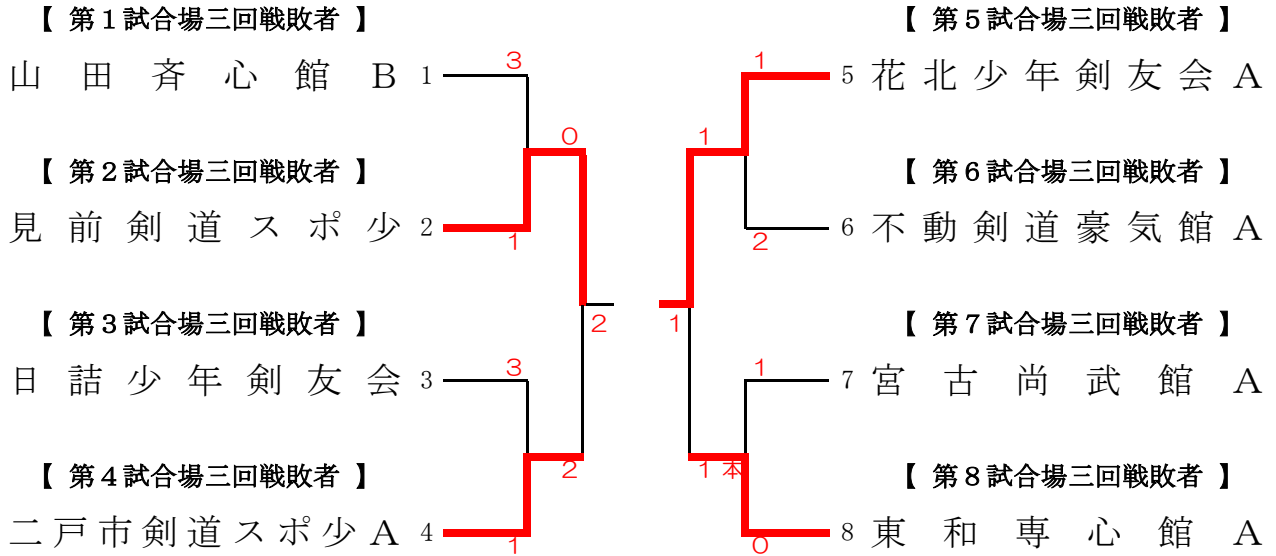 【 第1試合場三回戦敗者 】
山田斉心館B 1
3
0
【 第2試合場三回戦敗者 】
見前剣道スポ少 2
1
2
【 第3試合場三回戦敗者 】
日詰少年剣友会 3
3
2
【 第4試合場三回戦敗者 】
二戸市剣道スポ少A 4
1
【 第5試合場三回戦敗者 】
1
5 花北少年剣友会A
1
【 第6試合場三回戦敗者 】
6 不動剣道豪気館A
2
1
【 第7試合場三回戦敗者 】
1
7 宮古尚武館A
1本
【 第8試合場三回戦敗者 】
8 東和専心館A
0